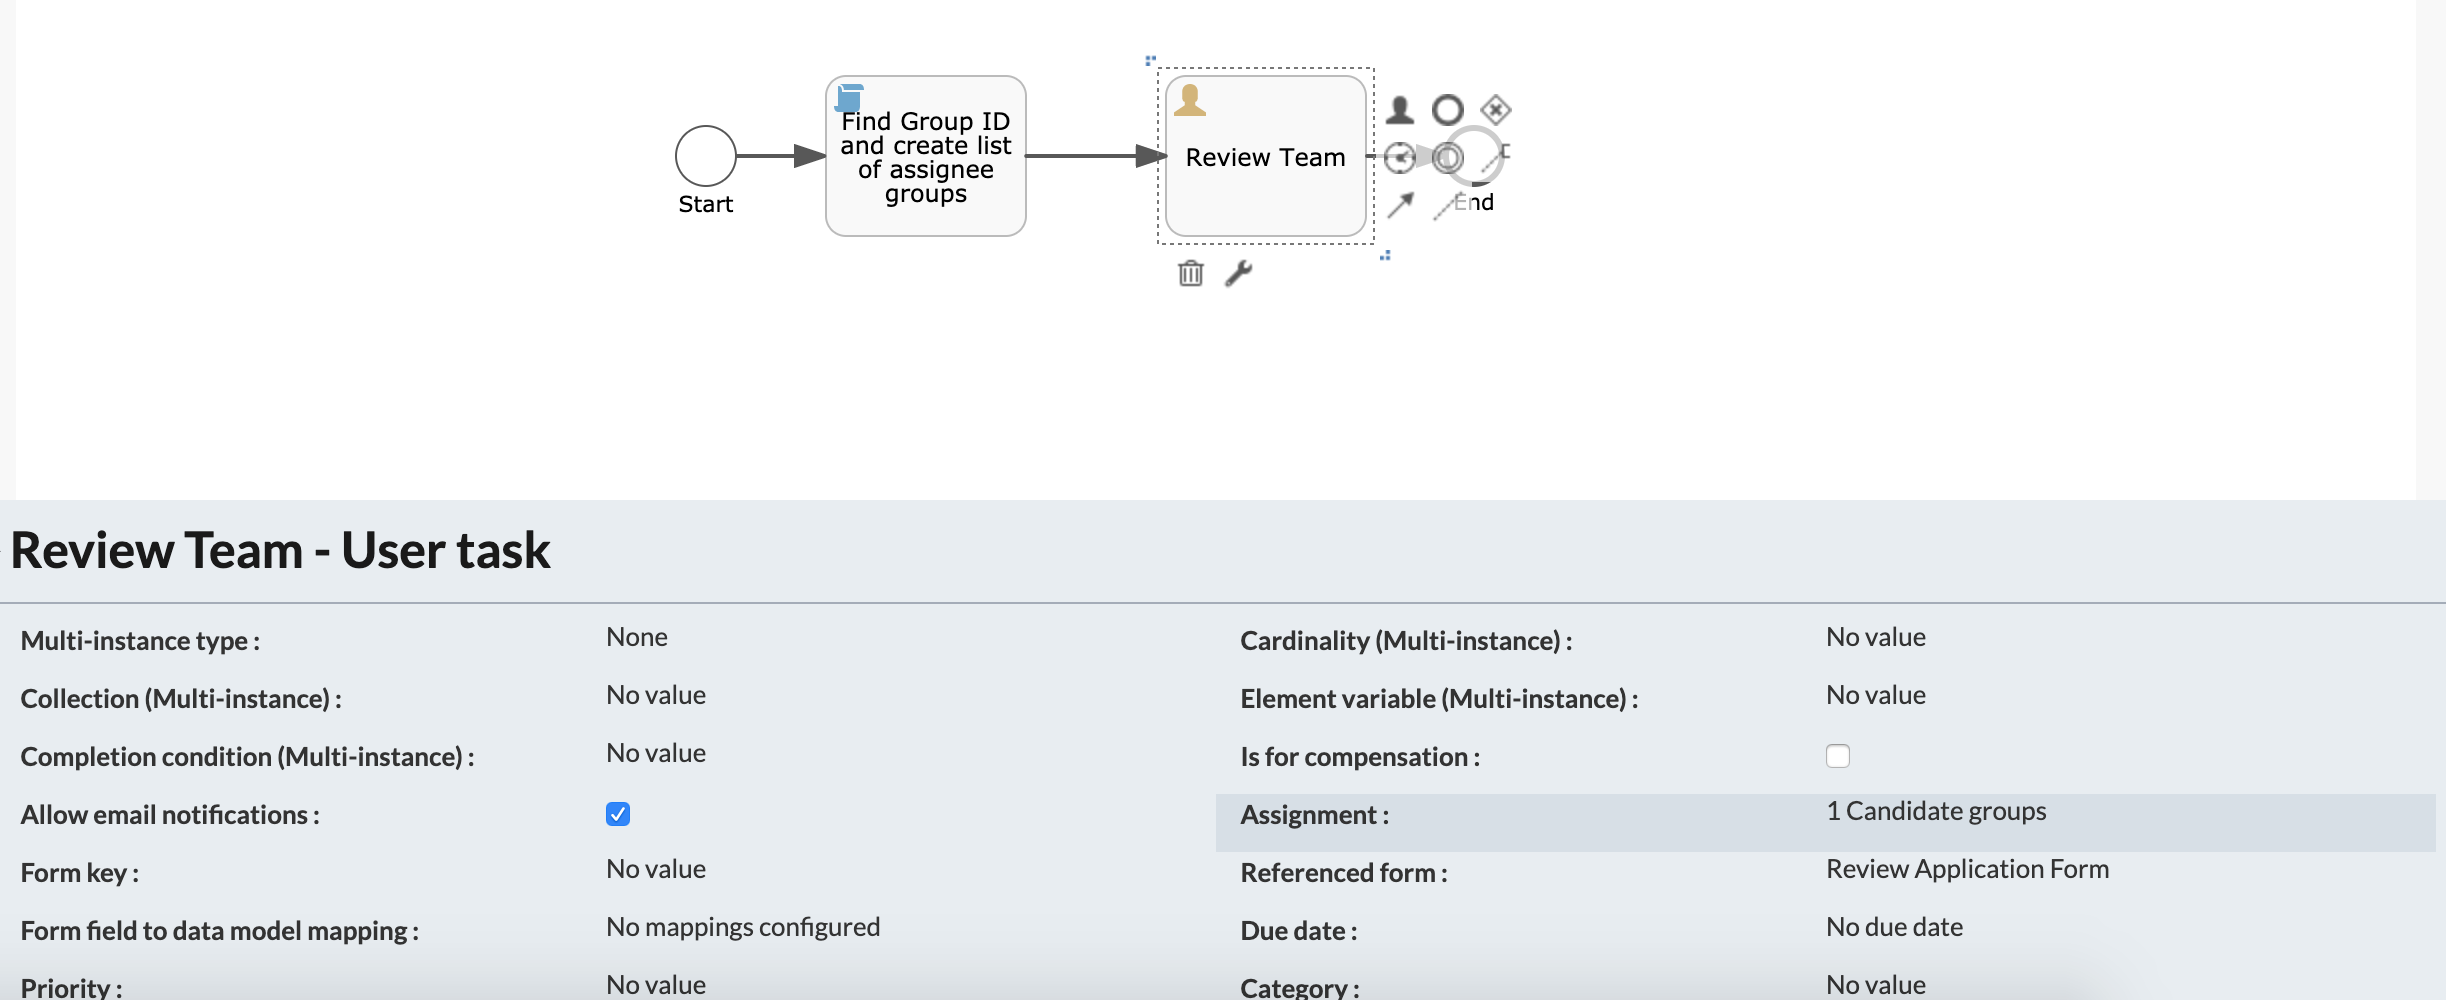 Start
Find Group ID
and create list
of assignee
groups
Review Team
End
Review Team - User task
Multi-instance type : None
Cardinality (Multi-instance) : No value
Collection (Multi-instance) : No value
Element variable (Multi-instance) : No value
Completion condition (Multi-instance) : No value
Is for compensation :
Allow email notifications :
Assignment : 1 Candidate groups
Form key : No value
Referenced form : Review Application Form
Form field to data model mapping : No mappings configured
Due date : No due date
Priority : No value
Category : No value